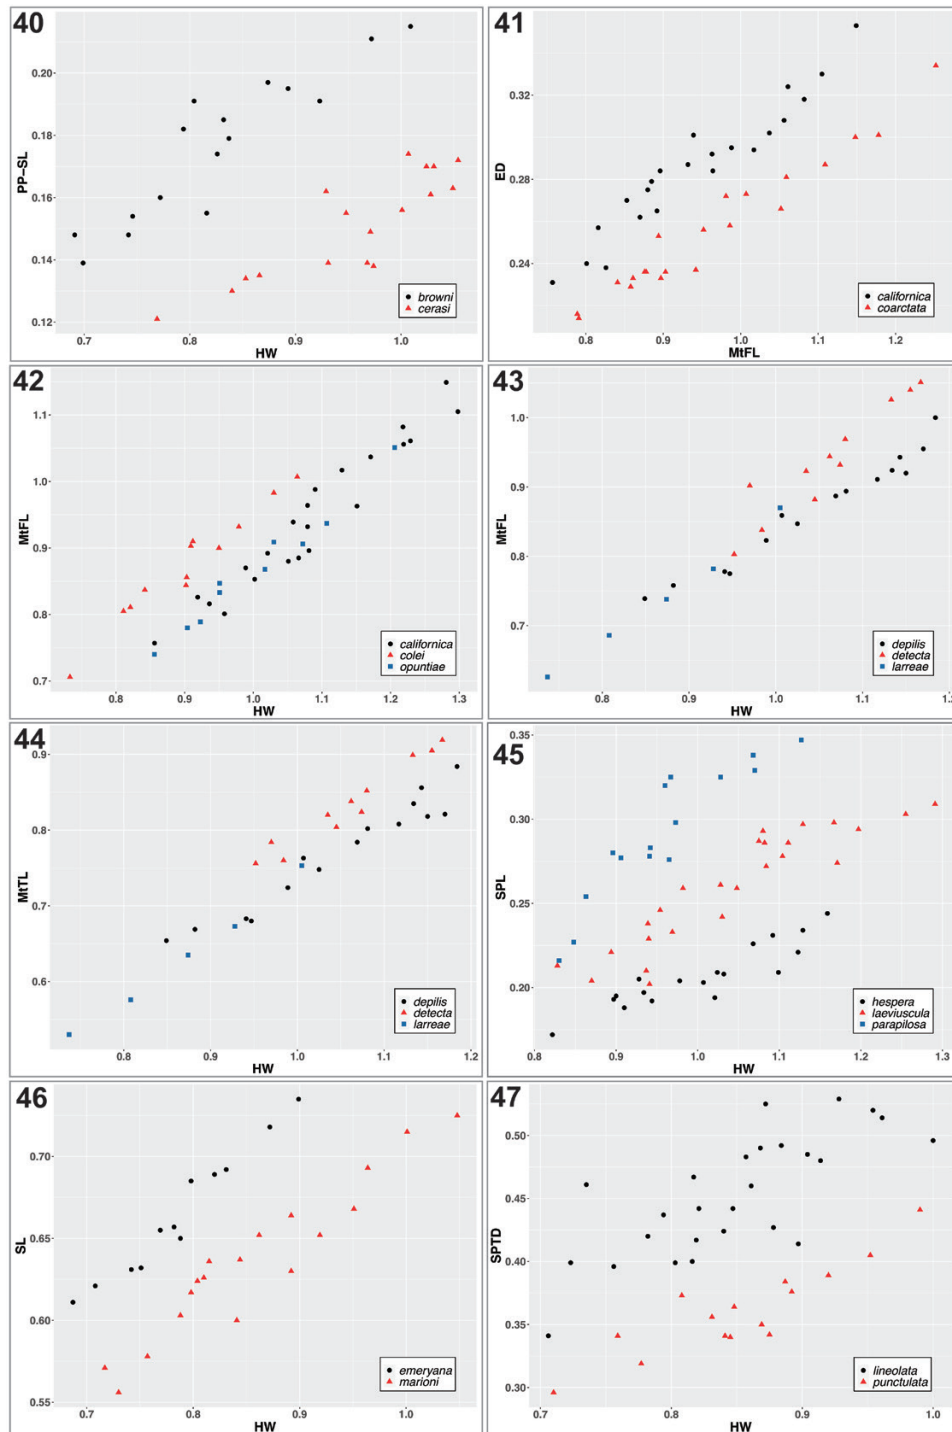 40
PP-SL
0.20
0.18
0.16
0.14
0.12
0.7
0.8
0.9
1.0
HW
browni
cerasi
41
ED
0.32
0.28
0.24
0.8
0.9
1.0
1.1
1.2
MtFL
californica
coarctata
42
MtFL
1.1
1.0
0.9
0.8
0.7
0.8
0.9
1.0
1.1
1.2
1.3
HW
californica
colei
opuntiae
43
MtFL
1.0
0.9
0.8
0.7
0.8
0.9
1.0
1.1
HW
depilis
detecta
larreae
44
MtTL
0.9
0.8
0.7
0.6
0.8
0.9
1.0
1.1
1.2
HW
depilis
detecta
larreae
45
SPL
0.35
0.30
0.25
0.20
0.8
0.9
1.0
1.1
1.2
1.3
HW
hespera
laeviuscula
parapilosa
46
SL
0.70
0.65
0.60
0.55
0.7
0.8
0.9
1.0
HW
emeryana
marioni
47
SPTD
0.50
0.45
0.40
0.35
0.30
0.7
0.8
0.9
1.0
HW
lineolata
punctulata